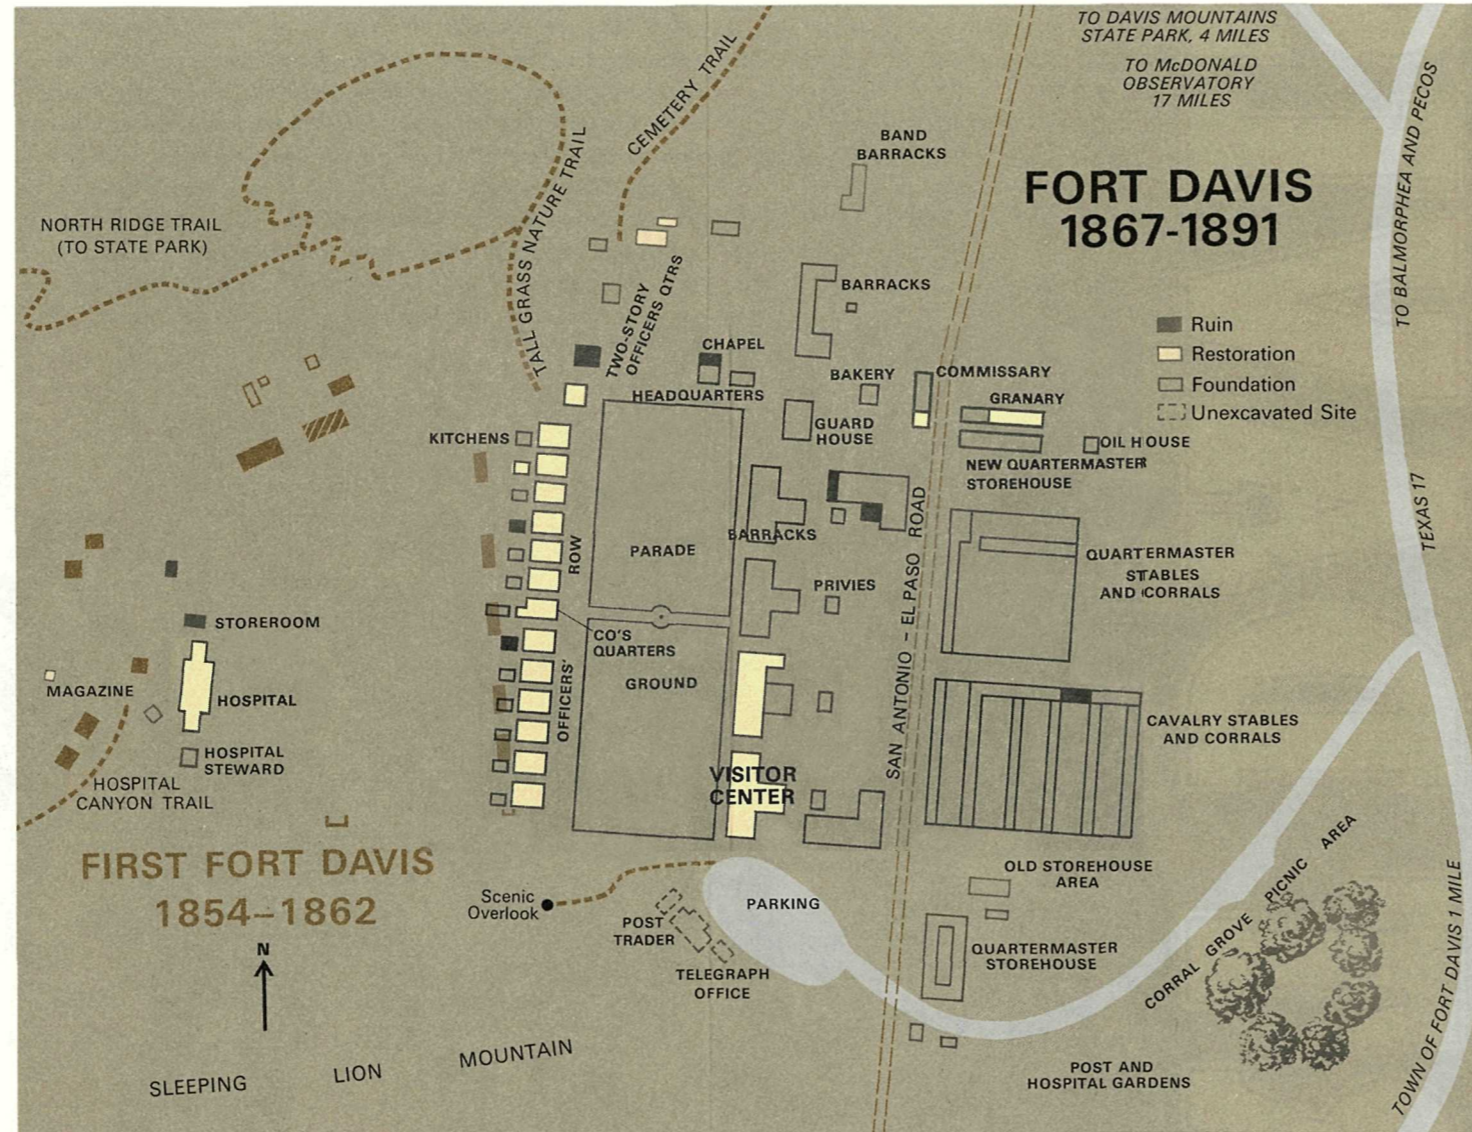 TO DAVIS MOUNTAINS
STATE PARK, 4 MILES
TO McDONALD
OBSERVATORY
17 MILES
TO BALMORPHEA AND PECOS
CEMETERY TRAIL
TALL GRASS NATURE TRAIL
BAND
BARRACKS
FORT DAVIS
1867-1891
NORTH RIDGE TRAIL
(TO STATE PARK)
TWO-STORY
OFFICERS QTRS
BARRACKS
Ruin
Restoration
Foundation
Unexcavated Site
CHAPEL
HEADQUARTERS
BAKERY
COMMISSARY
GRANARY
GUARD
HOUSE
KITCHENS
OIL HOUSE
NEW QUARTERMASTER
STOREHOUSE
TEXAS 17
BARRACKS
PARADE
ROW
QUARTERMASTER
STABLES
AND CORRALS
PRIVIES
STOREROOM
CO'S
QUARTERS
SAN ANTONIO - EL PASO ROAD
OFFICERS'
GROUND
MAGAZINE
HOSPITAL
CAVALRY STABLES
AND CORRALS
HOSPITAL
STEWARD
HOSPITAL
CANYON TRAIL
VISITOR
CENTER
FIRST FORT DAVIS
1854–1862
OLD STOREHOUSE
AREA
CORRAL GROVE PICNIC AREA
Scenic
Overlook
PARKING
POST
TRADER
N
TELEGRAPH
OFFICE
QUARTERMASTER
STOREHOUSE
TOWN OF FORT DAVIS 1 MILE
SLEEPING LION MOUNTAIN
POST AND
HOSPITAL GARDENS